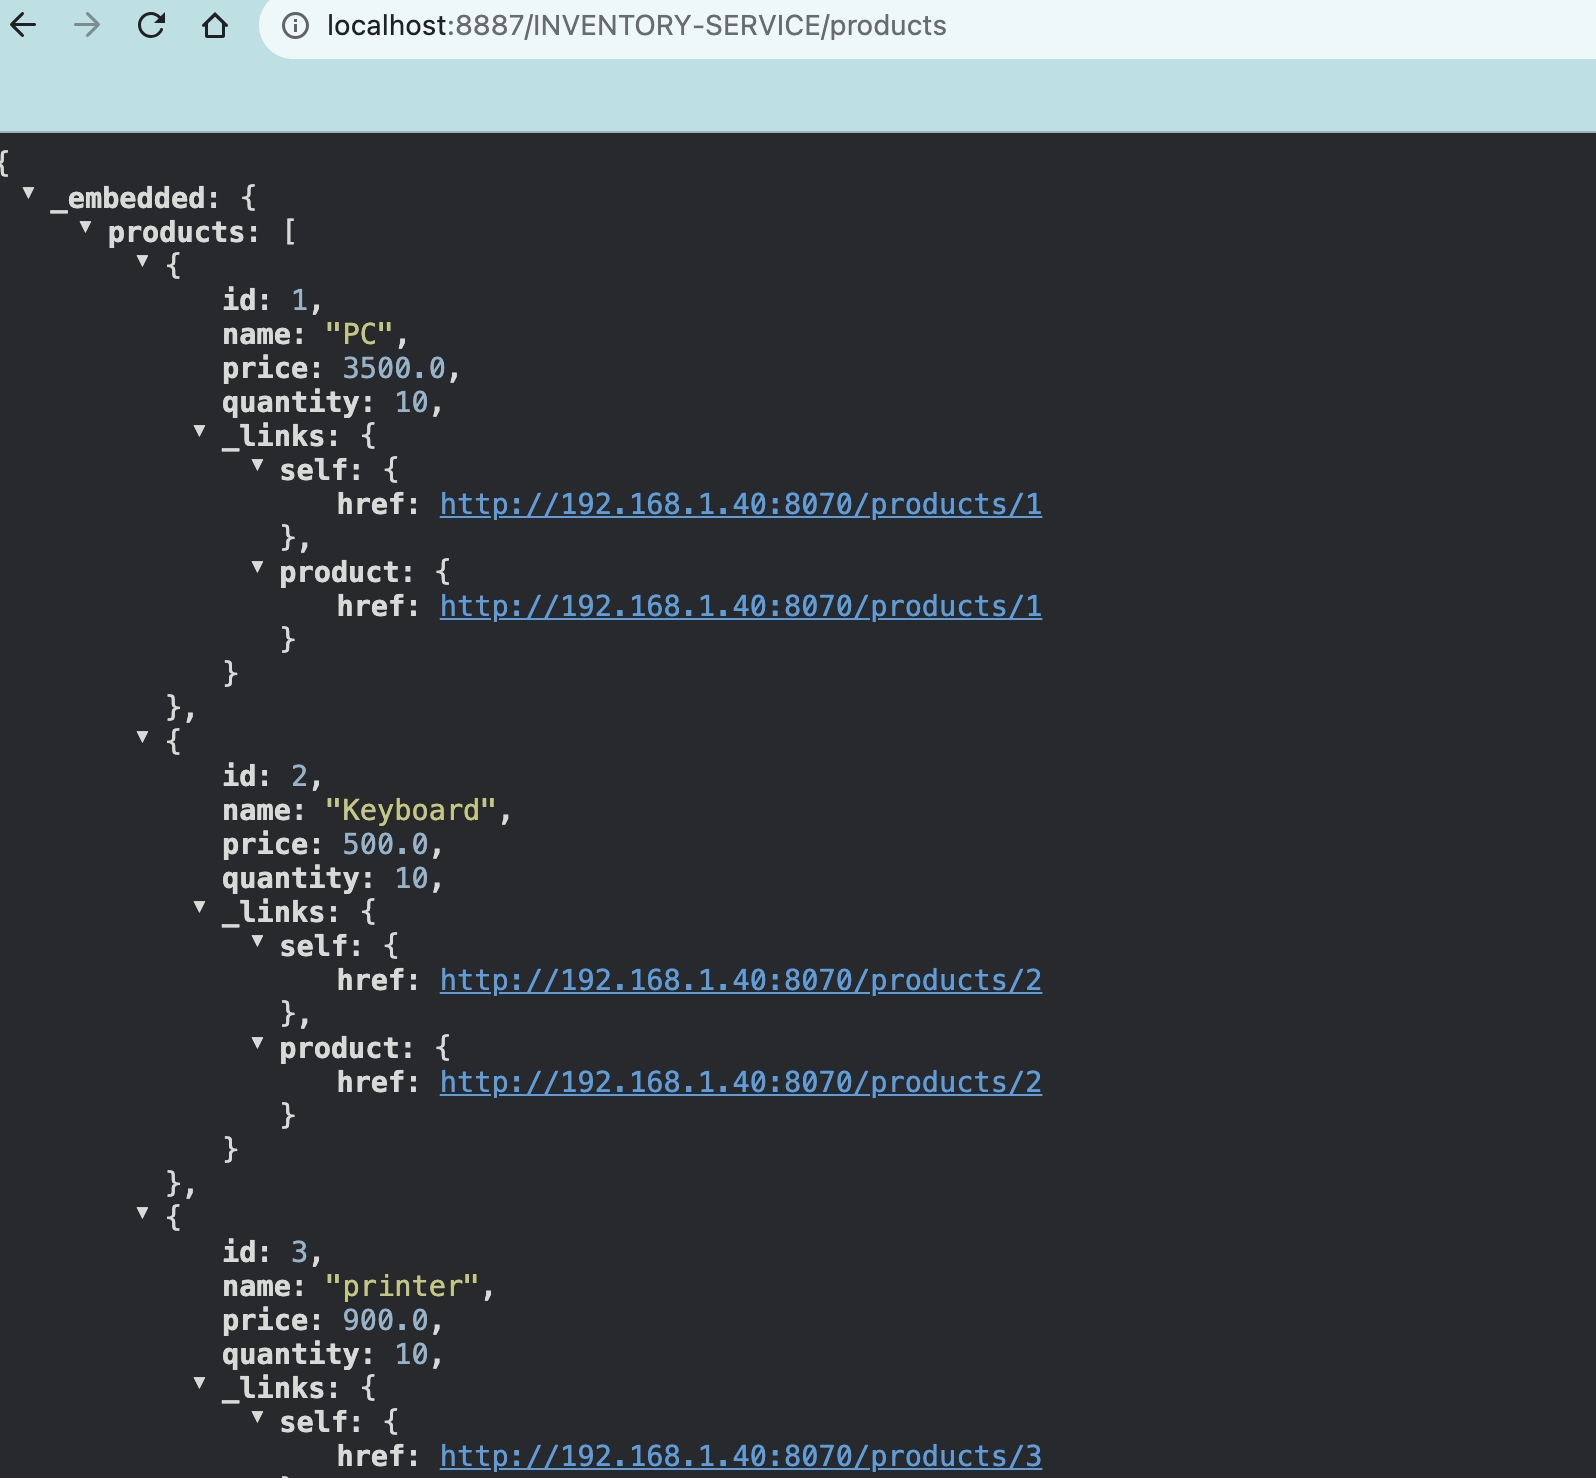 localhost:8887/INVENTORY-SERVICE/products
{
_embedded: {
products: [
{
id: 1,
name: "PC",
price: 3500.0,
quantity: 10,
_links: {
self: {
href: http://192.168.1.40:8070/products/1
},
product: {
href: http://192.168.1.40:8070/products/1
}
}
},
{
id: 2,
name: "Keyboard",
price: 500.0,
quantity: 10,
_links: {
self: {
href: http://192.168.1.40:8070/products/2
},
product: {
href: http://192.168.1.40:8070/products/2
}
}
},
{
id: 3,
name: "printer",
price: 900.0,
quantity: 10,
_links: {
self: {
href: http://192.168.1.40:8070/products/3